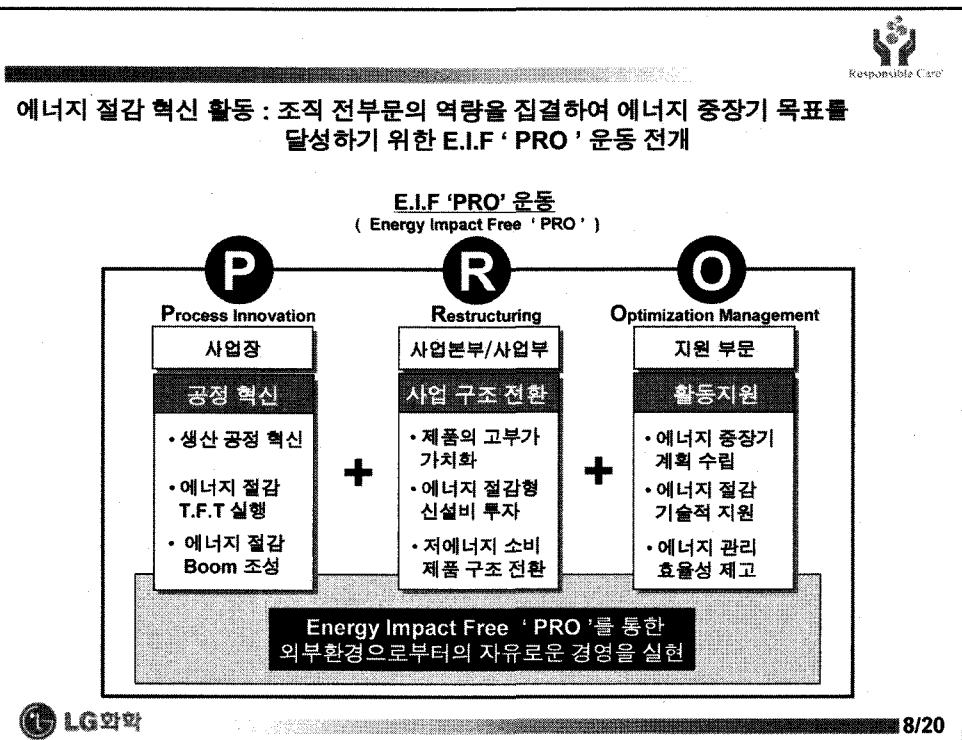 Responsible Care
에너지 절감 혁신 활동 : 조직 전부문의 역량을 집결하여 에너지 중장기 목표를
달성하기 위한 E.I.F ‘ PRO ’ 운동 전개
E.I.F ‘PRO’ 운동
( Energy Impact Free ‘ PRO ’ )
P
Process Innovation
사업장
공정 혁신
• 생산 공정 혁신
• 에너지 절감
T.F.T 실행
• 에너지 절감
Boom 조성
+
R
Restructuring
사업본부/사업부
사업 구조 전환
• 제품의 고부가
가치화
• 에너지 절감형
신설비 투자
• 저에너지 소비
제품 구조 전환
+
O
Optimization Management
지원 부문
활동지원
• 에너지 중장기
계획 수립
• 에너지 절감
기술적 지원
• 에너지 관리
효율성 제고
Energy Impact Free ‘ PRO ’를 통한
외부환경으로부터의 자유로운 경영을 실현
LG화학
8/20